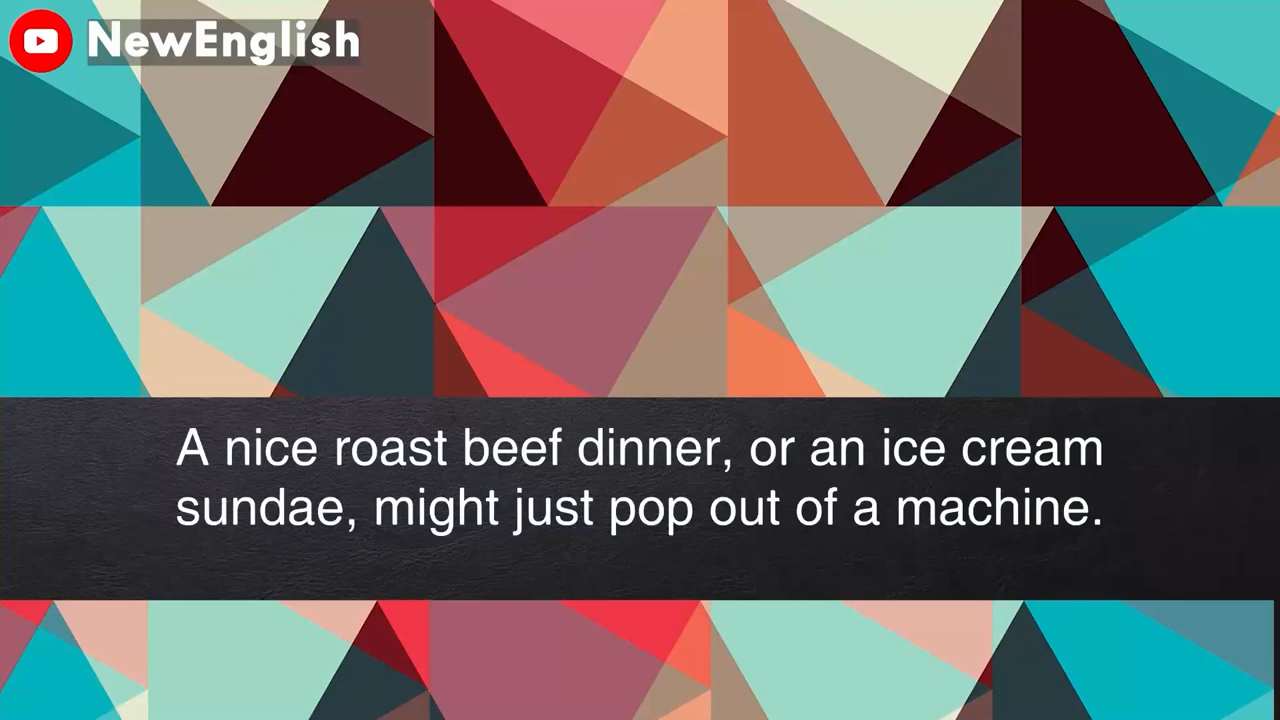 NewEnglish
A nice roast beef dinner, or an ice cream
sundae, might just pop out of a machine.